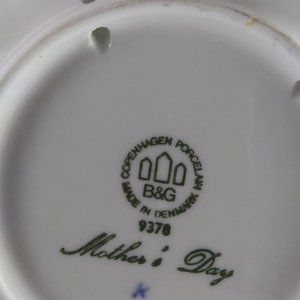 COPENHAGEN PORCELAIN
B&G
MADE IN DENMARK
9378
Mother's Day
K